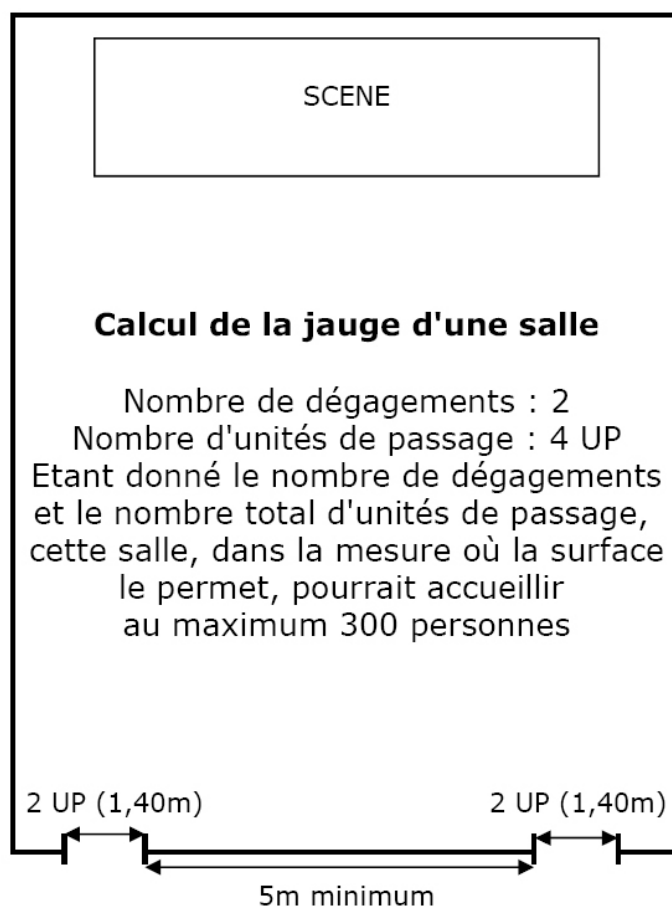 SCENE
Calcul de la jauge d'une salle
Nombre de dégagements : 2
Nombre d'unités de passage : 4 UP
Etant donné le nombre de dégagements
et le nombre total d'unités de passage,
cette salle, dans la mesure où la surface
le permet, pourrait accueillir
au maximum 300 personnes
2 UP (1,40m)
2 UP (1,40m)
5m minimum